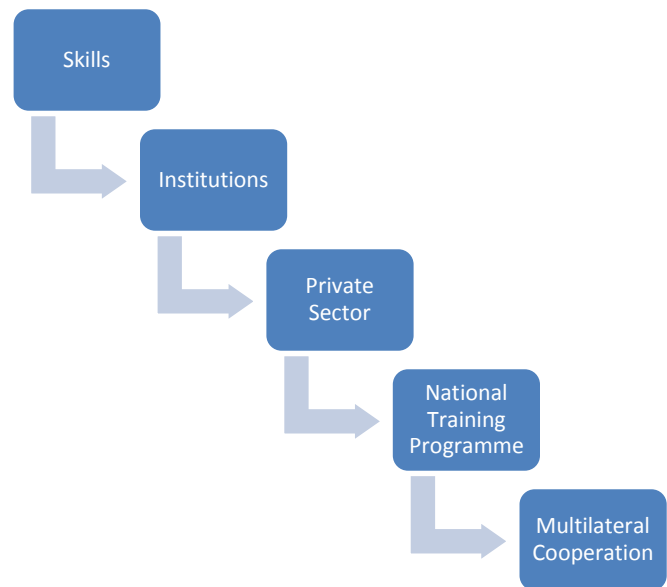 Skills
Institutions
Private
Sector
National
Training
Programme
Multilateral
Cooperation